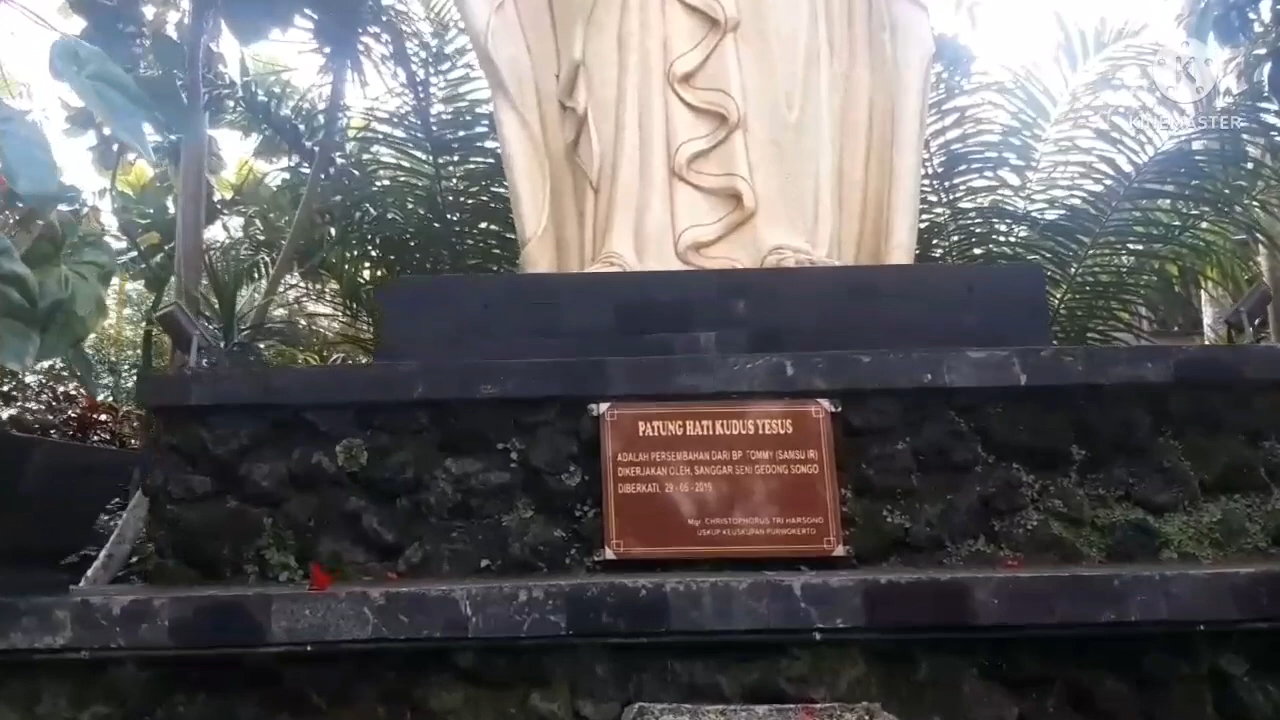 K
KINEMASTER
PATUNG HATI KUDUS YESUS
ADALAH PERSEMBAHAN DARI BP. TOMMY (SAMSU IR)
DIKERJAKAN OLEH, SANGGAR SENI GEDONG SONGO
DIBERKATI, 29 - 06 - 2019
Mgr. CHRISTOPHORUS TRI HARSONO
USKUP KEUSKUPAN PURWOKERTO